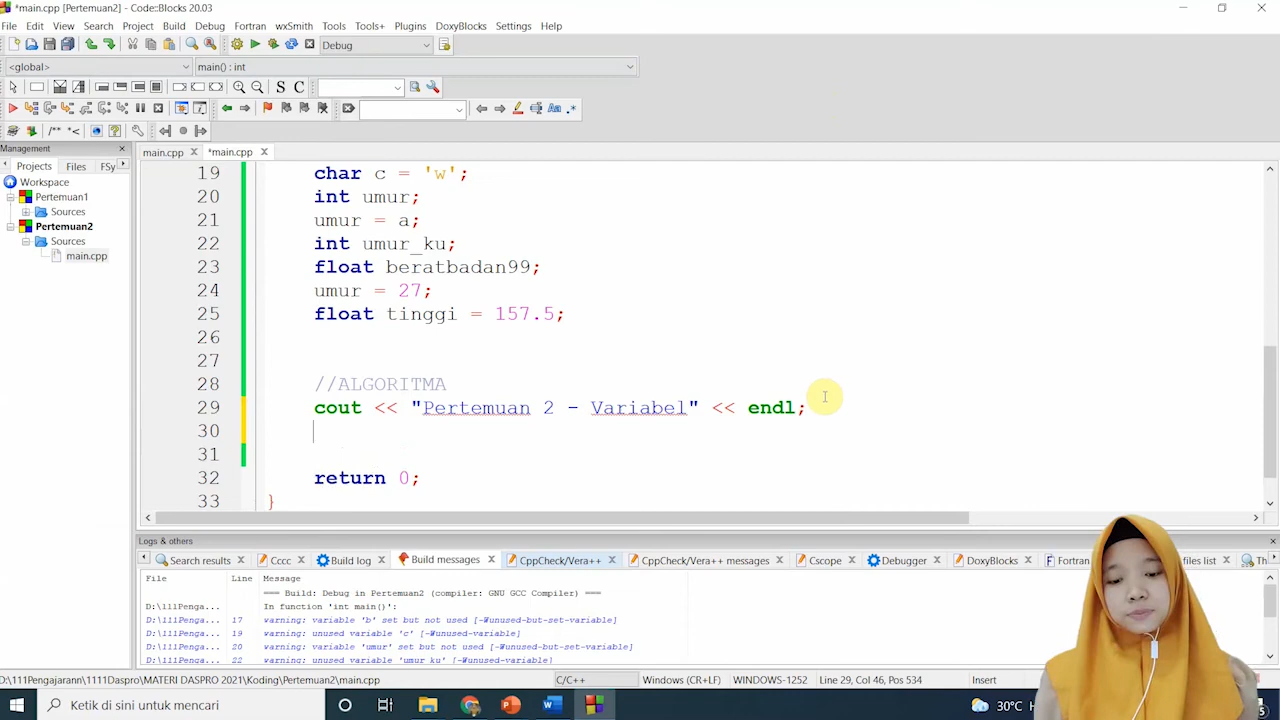 *main.cpp [Pertemuan2] - Code::Blocks 20.03
File Edit View Search Project Build Debug Fortran wxSmith Tools Tools+ Plugins DoxyBlocks Settings Help
Debug
<global> main() : int
S C
/** *<
Management
Projects Files FSy
Workspace
Pertemuan1
Sources
Pertemuan2
Sources
main.cpp
main.cpp *main.cpp
19 char c = 'w';
20 int umur;
21 umur = a;
22 int umur_ku;
23 float beratbadan99;
24 umur = 27;
25 float tinggi = 157.5;
26
27
28 //ALGORITMA
29 cout << "Pertemuan 2 - Variabel" << endl;
30
31
32 return 0;
33 }
Logs & others
Search results Cccc Build log Build messages CppCheck/Vera++ CppCheck/Vera++ messages Cscope Debugger DoxyBlocks Fortran files list Th
File Line Message
=== Build: Debug in Pertemuan2 (compiler: GNU GCC Compiler) ===
D:\111Penga... In function 'int main()':
D:\111Penga... 17 warning: variable 'b' set but not used [-Wunused-but-set-variable]
D:\111Penga... 19 warning: unused variable 'c' [-Wunused-variable]
D:\111Penga... 20 warning: variable 'umur' set but not used [-Wunused-but-set-variable]
D:\111Penga... 22 warning: unused variable 'umur_ku' [-Wunused-variable]
D:\111Pengajarann\111Daspro\MATERI DASPRO 2021\Koding\Pertemuan2\main.cpp C/C++ Windows (CR+LF) WINDOWS-1252 Line 29, Col 46, Pos 534 Insert
Ketik di sini untuk mencari 30°C